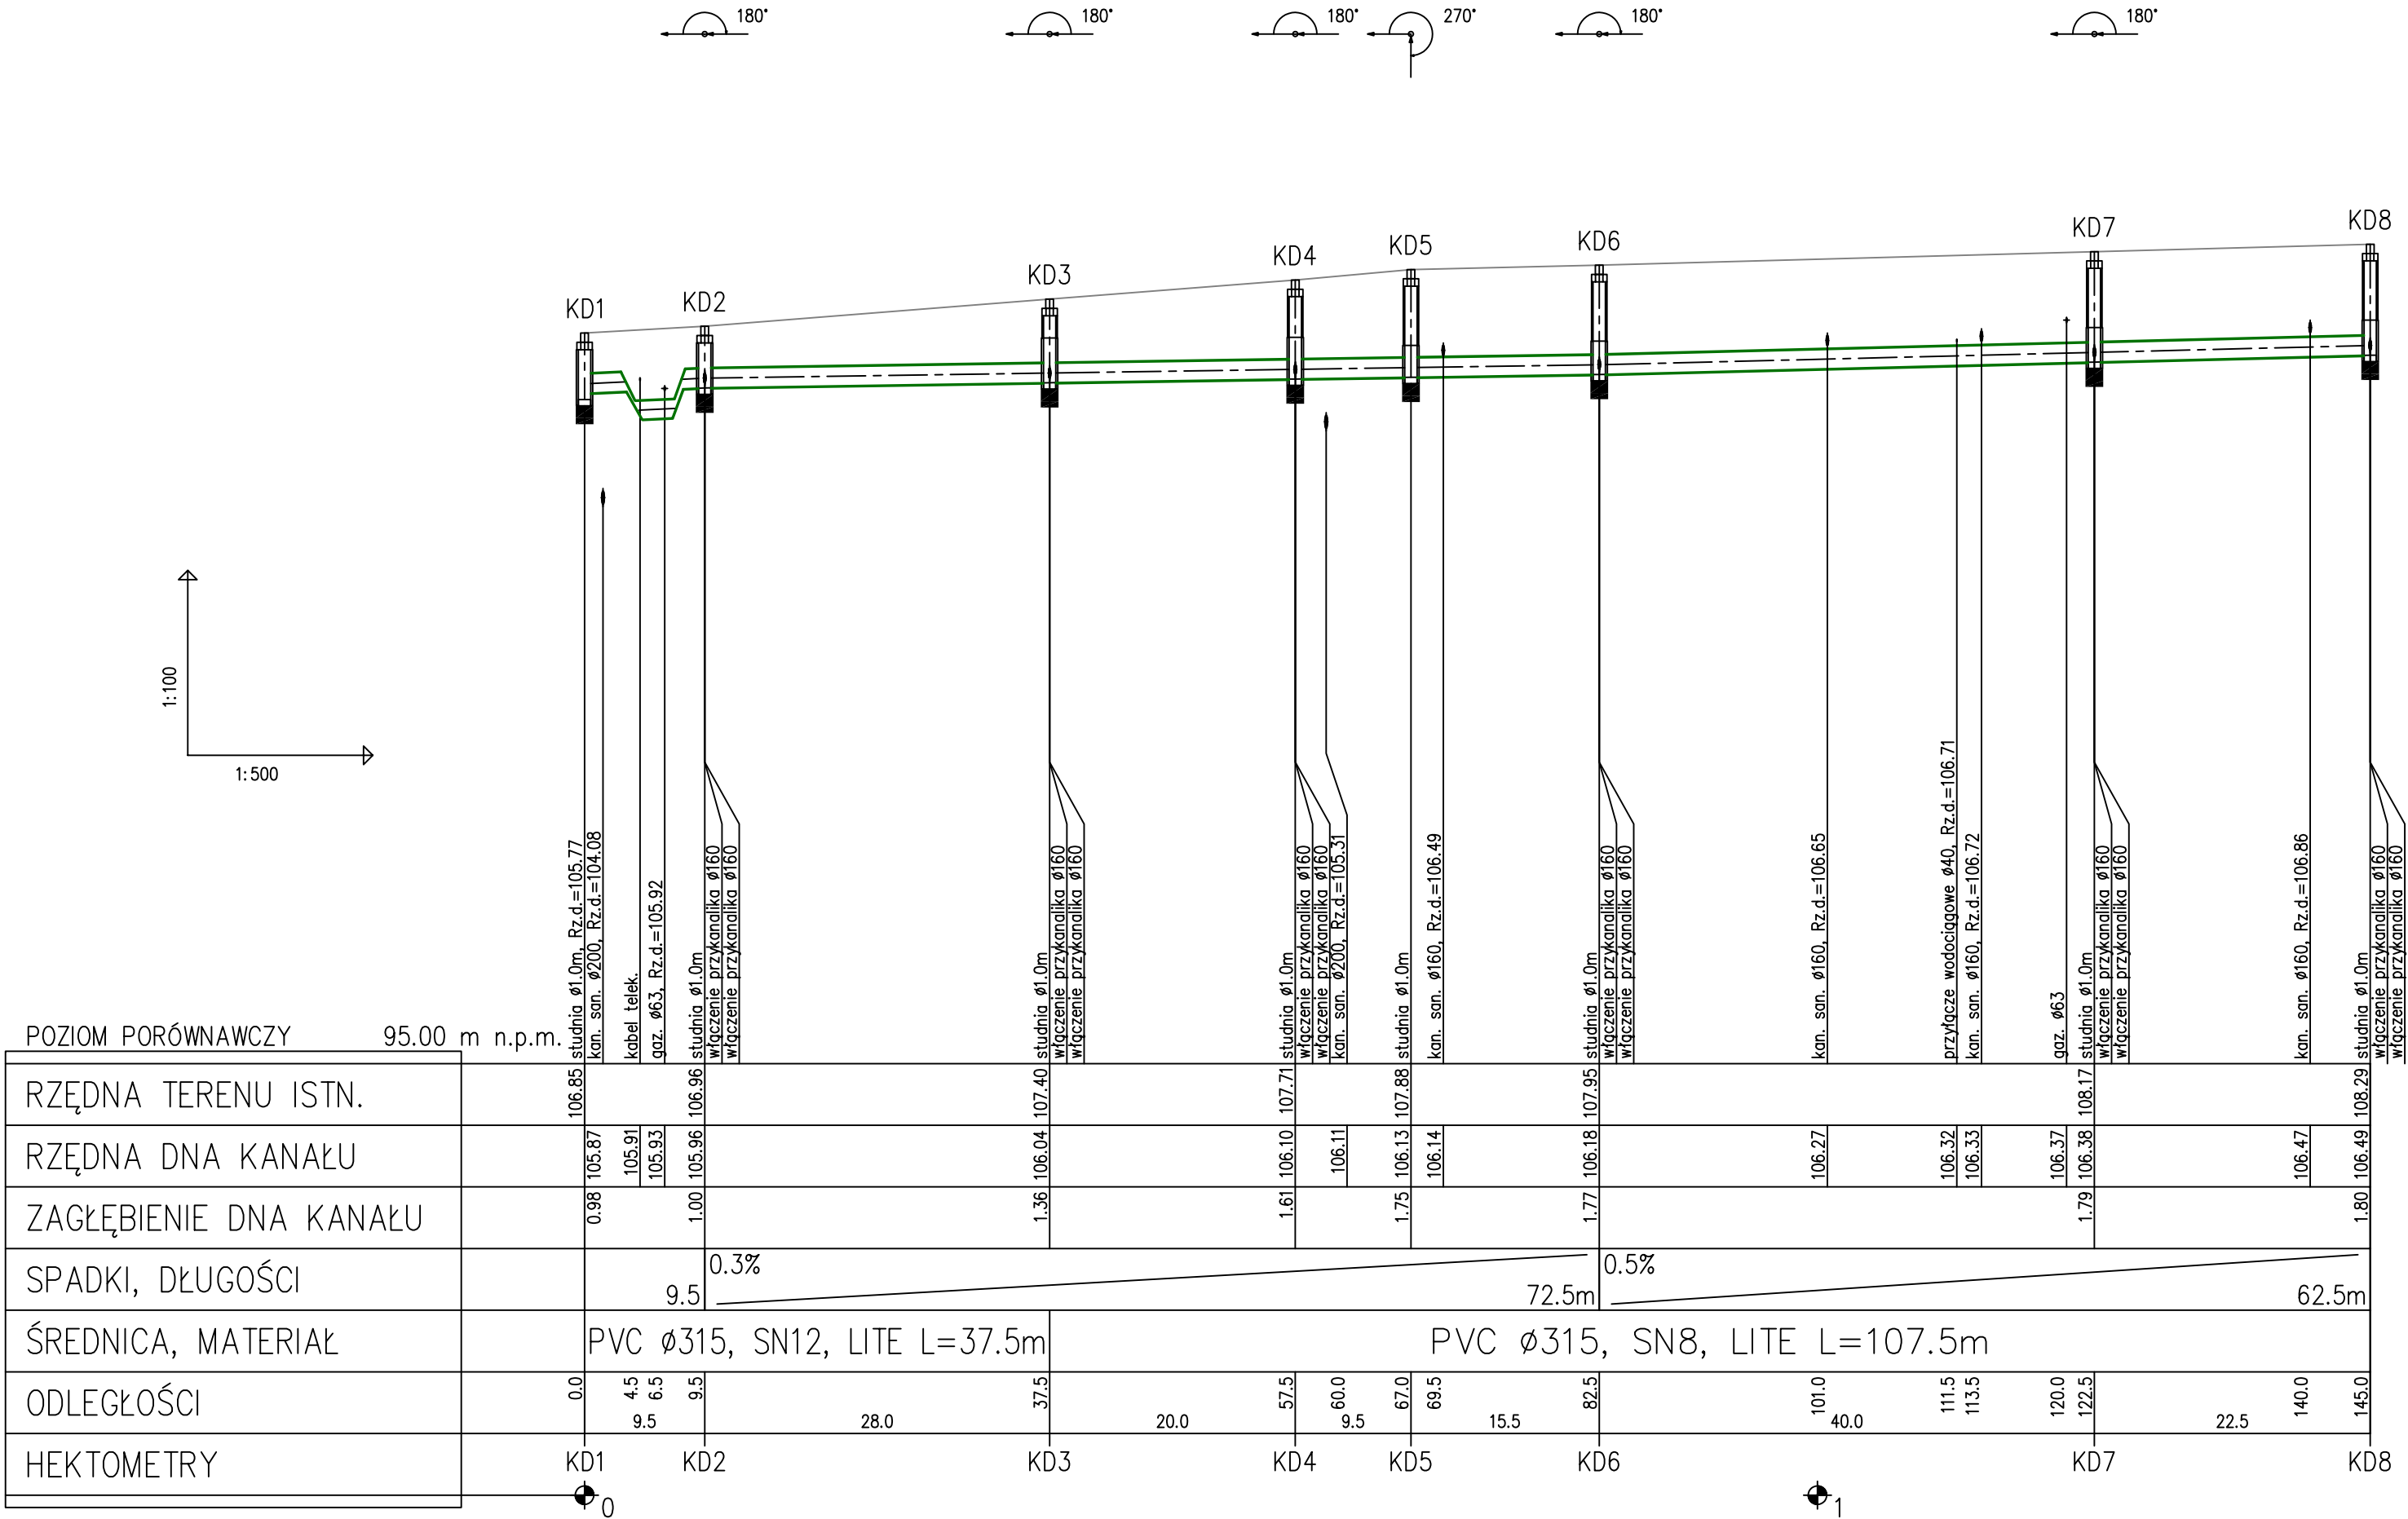 180°
180°
180°
270°
180°
180°
KD1
KD2
KD3
KD4
KD5
KD6
KD7
KD8
1:100
1:500
studnia ø1.0m, Rz.d.=105.77
kan. san. ø200, Rz.d.=104.08
kabel telek.
gaz. ø63, Rz.d.=105.92
studnia ø1.0m
włączenie przykanalika ø160
włączenie przykanalika ø160
studnia ø1.0m
włączenie przykanalika ø160
włączenie przykanalika ø160
studnia ø1.0m
włączenie przykanalika ø160
włączenie przykanalika ø160
kan. san. ø200, Rz.d.=105.31
studnia ø1.0m
kan. san. ø160, Rz.d.=106.49
studnia ø1.0m
włączenie przykanalika ø160
włączenie przykanalika ø160
kan. san. ø160, Rz.d.=106.65
przyłącze wodociągowe ø40, Rz.d.=106.71
kan. san. ø160, Rz.d.=106.72
gaz. ø63
studnia ø1.0m
włączenie przykanalika ø160
włączenie przykanalika ø160
kan. san. ø160, Rz.d.=106.86
studnia ø1.0m
włączenie przykanalika ø160
włączenie przykanalika ø160
POZIOM PORÓWNAWCZY 95.00 m n.p.m.
RZĘDNA TERENU ISTN. 106.85 106.96 107.40 107.71 107.88 107.95 108.17 108.29
RZĘDNA DNA KANAŁU 105.87 105.91 105.93 105.96 106.04 106.10 106.11 106.13 106.14 106.18 106.27 106.32 106.33 106.37 106.38 106.47 106.49
ZAGŁĘBIENIE DNA KANAŁU 0.98 1.00 1.36 1.61 1.75 1.77 1.79 1.80
SPADKI, DŁUGOŚCI 9.5 0.3% 72.5m 0.5% 62.5m
ŚREDNICA, MATERIAŁ PVC ø315, SN12, LITE L=37.5m PVC ø315, SN8, LITE L=107.5m
ODLEGŁOŚCI 0.0 4.5 6.5 9.5 37.5 57.5 60.0 67.0 69.5 82.5 101.0 111.5 113.5 120.0 122.5 140.0 145.0
9.5 28.0 20.0 9.5 15.5 40.0 22.5
HEKTOMETRY KD1 KD2 KD3 KD4 KD5 KD6 KD7 KD8
0 1